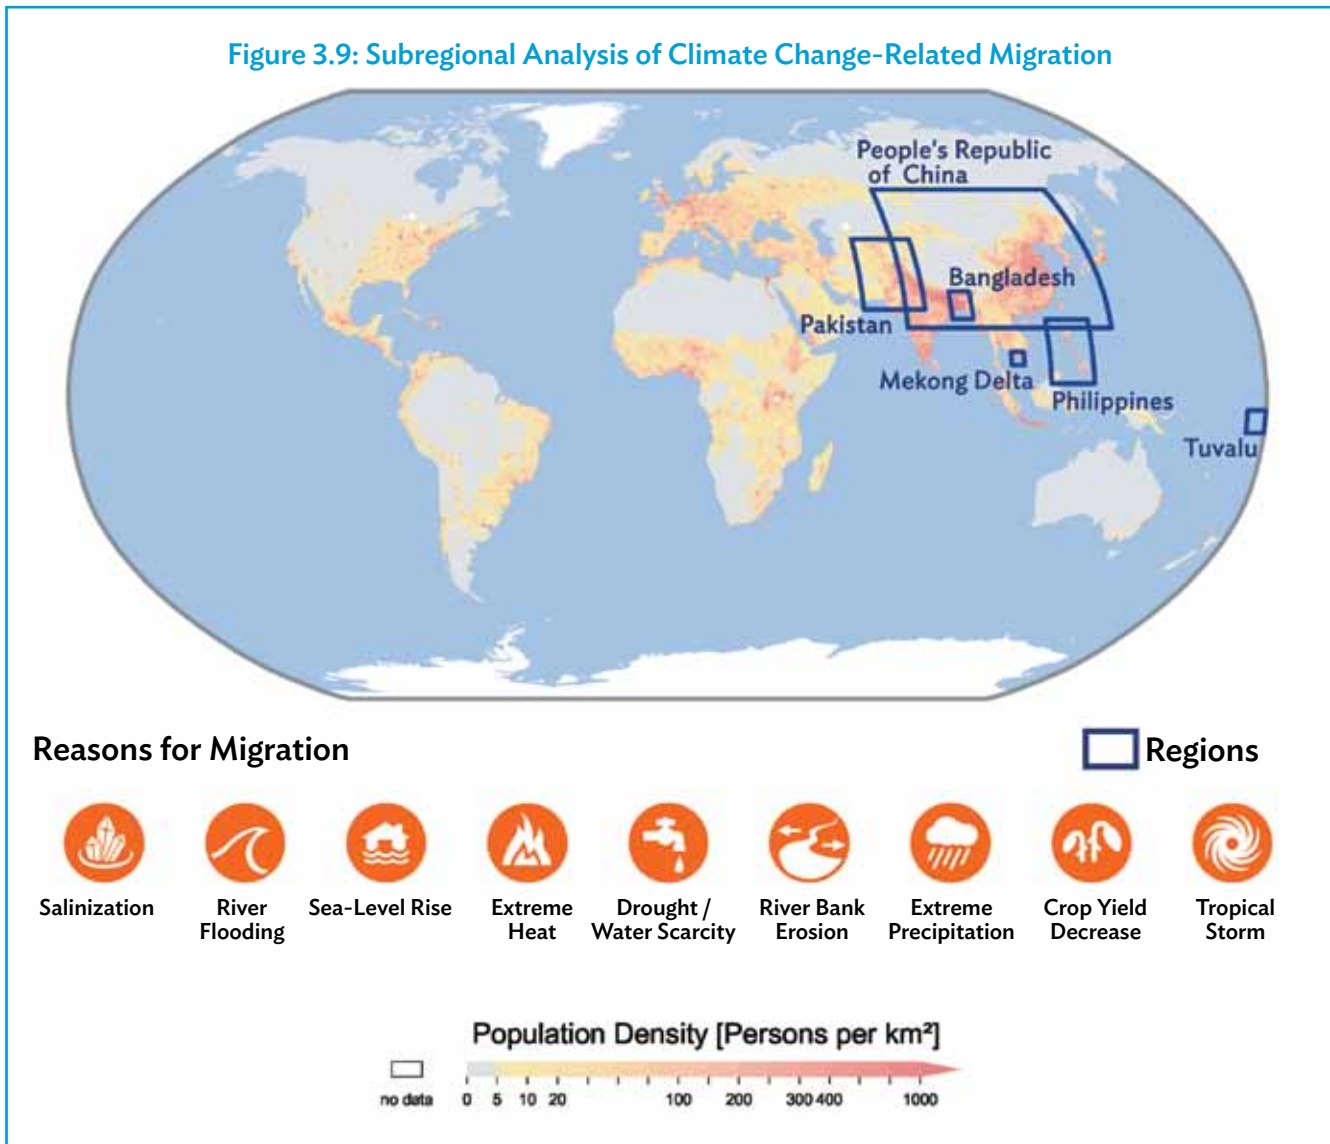 Figure 3.9: Subregional Analysis of Climate Change-Related Migration
People's Republic
of China
Bangladesh
Pakistan
Mekong Delta
Philippines
Tuvalu
Reasons for Migration
Regions
Salinization
River
Flooding
Sea-Level Rise
Extreme
Heat
Drought /
Water Scarcity
River Bank
Erosion
Extreme
Precipitation
Crop Yield
Decrease
Tropical
Storm
Population Density [Persons per km²]
no data 0 5 10 20 100 200 300 400 1000